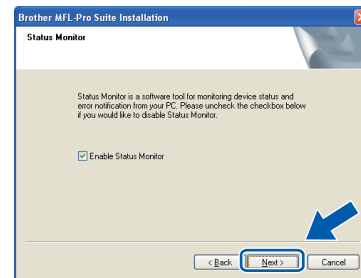 Brother MFL-Pro Suite Installation
Status Monitor
Status Monitor is a software tool for monitoring device status and
error notification from your PC. Please uncheck the checkbox below
if you would like to disable Status Monitor.
Enable Status Monitor
< Back
Next >
Cancel